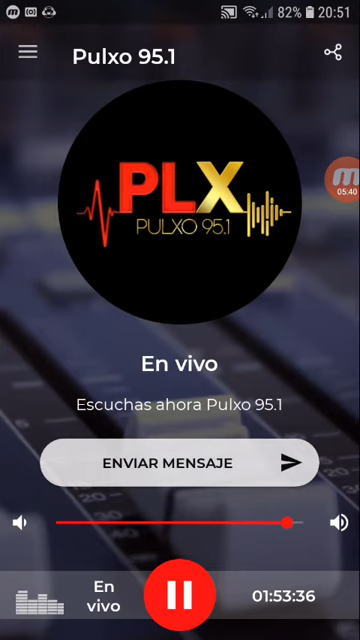 82% 20:51
Pulxo 95.1
PLX
PULXO 95.1
05:40
En vivo
Escuchas ahora Pulxo 95.1
ENVIAR MENSAJE
En
vivo
01:53:36